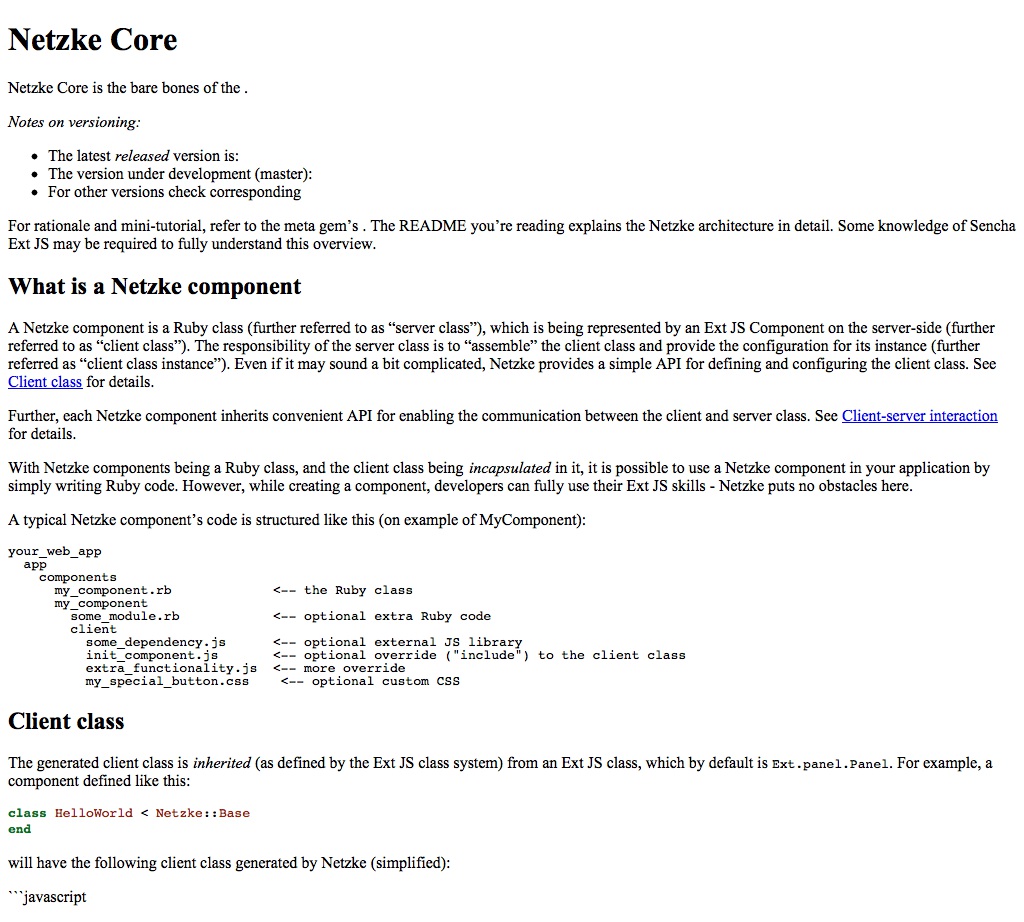 Netzke Core
Netzke Core is the bare bones of the .
Notes on versioning:
• The latest released version is:
• The version under development (master):
• For other versions check corresponding
For rationale and mini-tutorial, refer to the meta gem’s . The README you’re reading explains the Netzke architecture in detail. Some knowledge of Sencha
Ext JS may be required to fully understand this overview.
What is a Netzke component
A Netzke component is a Ruby class (further referred to as “server class”), which is being represented by an Ext JS Component on the server-side (further
referred to as “client class”). The responsibility of the server class is to “assemble” the client class and provide the configuration for its instance (further
referred as “client class instance”). Even if it may sound a bit complicated, Netzke provides a simple API for defining and configuring the client class. See
Client class for details.
Further, each Netzke component inherits convenient API for enabling the communication between the client and server class. See Client-server interaction
for details.
With Netzke components being a Ruby class, and the client class being incapsulated in it, it is possible to use a Netzke component in your application by
simply writing Ruby code. However, while creating a component, developers can fully use their Ext JS skills - Netzke puts no obstacles here.
A typical Netzke component’s code is structured like this (on example of MyComponent):
your_web_app
  app
    components
      my_component.rb             <-- the Ruby class
      my_component
        some_module.rb            <-- optional extra Ruby code
        client
          some_dependency.js      <-- optional external JS library
          init_component.js       <-- optional override ("include") to the client class
          extra_functionality.js  <-- more override
          my_special_button.css    <-- optional custom CSS
Client class
The generated client class is inherited (as defined by the Ext JS class system) from an Ext JS class, which by default is Ext.panel.Panel. For example, a
component defined like this:
class HelloWorld < Netzke::Base
end
will have the following client class generated by Netzke (simplified):
```javascript